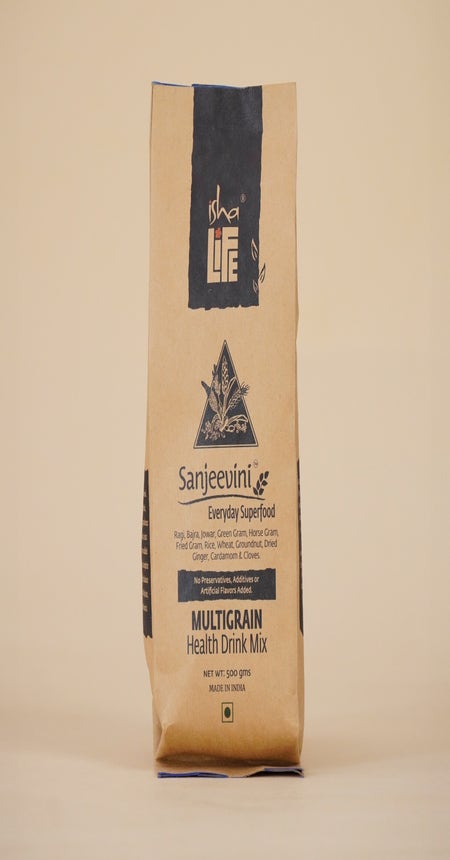 isha®
LiFE
Sanjeevini™
Everyday Superfood
Ragi, Bajra, Jowar, Green Gram, Horse Gram,
Fried Gram, Rice, Wheat, Groundnut, Dried
Ginger, Cardamom & Cloves.
No Preservatives, Additives or
Artificial Flavors Added.
MULTIGRAIN
Health Drink Mix
NET WT: 500 gms
MADE IN INDIA